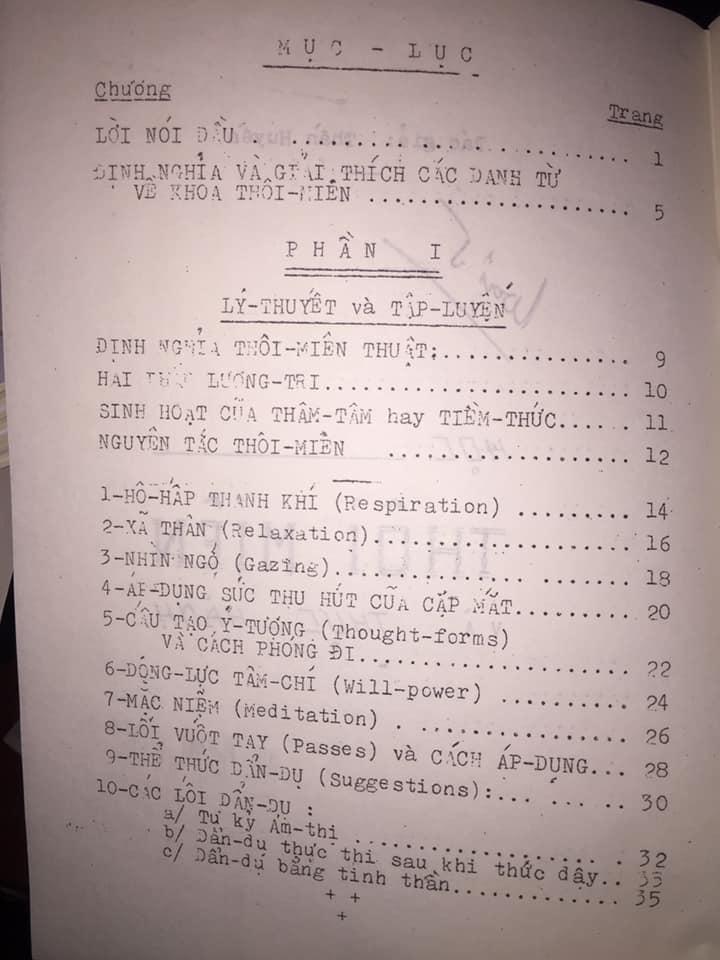 MỤC - LỤC
Chương
Trang
LỜI NÓI ĐẦU . . . . . . . . . . . . . . . . . . 1
ĐỊNH NGHĨA VÀ GIẢI THÍCH CÁC DANH TỪ
VỀ KHOA THÔI-MIÊN .................... 5
PHẦN I
LÝ-THUYẾT và TẬP-LUYỆN
ĐỊNH NGHĨA THÔI-MIÊN THUẬT:............... 9
HAI LƯƠNG-TRI........................ 10
SINH HOẠT CỦA THÂM-TÂM hay TIỀM-THỨC...... 11
NGUYÊN TẮC THÔI-MIÊN ................... 12
1-HÔ-HẤP THANH KHÍ (Respiration) ......... 14
2-XÃ THÂN (Relaxation).................... 16
3-NHÌN NGÓ (Gazing)....................... 18
4-ÁP-DỤNG SỨC THU HÚT CỦA CẶP MẮT......... 20
5-CẤU TẠO Ý-TƯỢNG (Thought-forms)
VÀ CÁCH PHÓNG ĐI..................... 22
6-ĐỘNG-LỰC TÂM-CHÍ (Will-power) .......... 24
7-MẶC NIỆM (Meditation) . ................ 26
8-LỐI VUỐT TAY (Passes) và CÁCH ÁP-DỤNG... 28
9-THỂ THỨC DẨN-DỤ (Suggestions):... ... .. 30
10-CÁC LỐI DẨN-DỤ :
a/ Tự kỷ Ám-thị ..................... . 32
b/ Dẩn-dụ thực thi sau khi thức dậy.. 33
c/ Dẩn-dụ bằng tinh thần............. 35
+ +
+